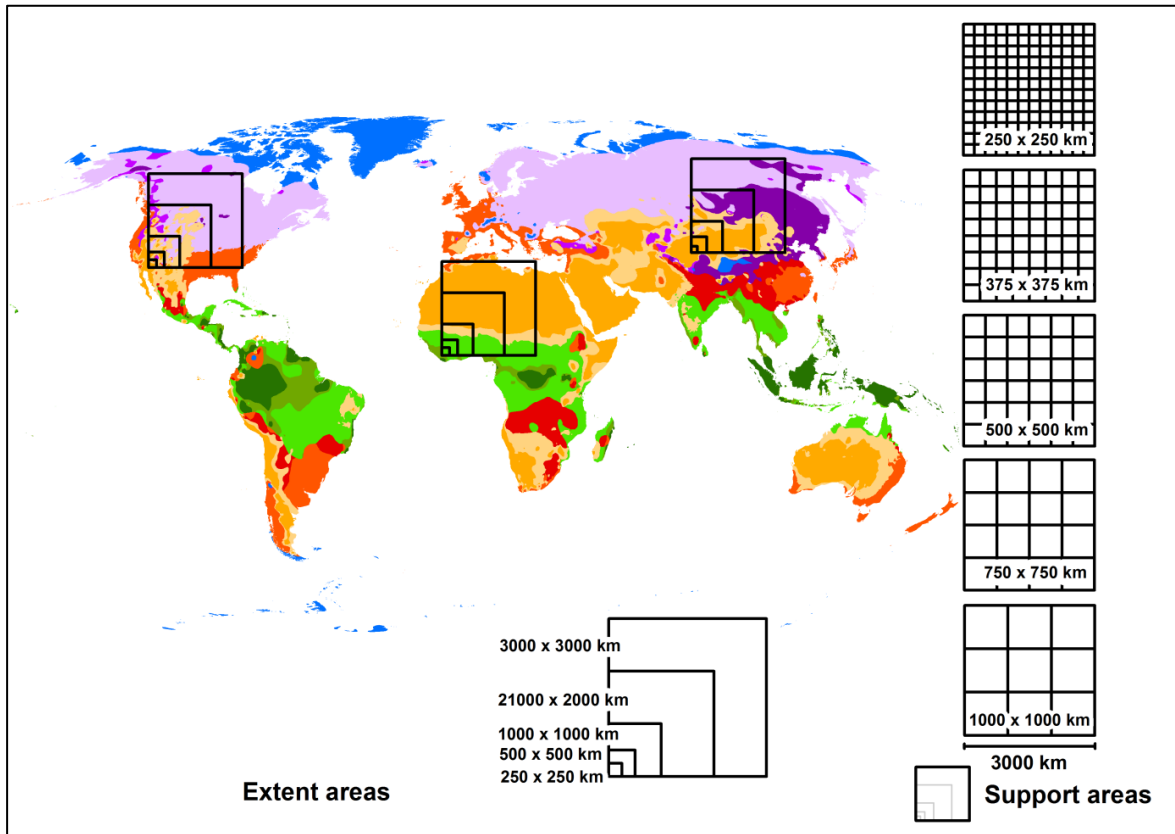 250 x 250 km
375 x 375 km
500 x 500 km
750 x 750 km
1000 x 1000 km
3000 km
Support areas
3000 x 3000 km
21000 x 2000 km
1000 x 1000 km
500 x 500 km
250 x 250 km
Extent areas